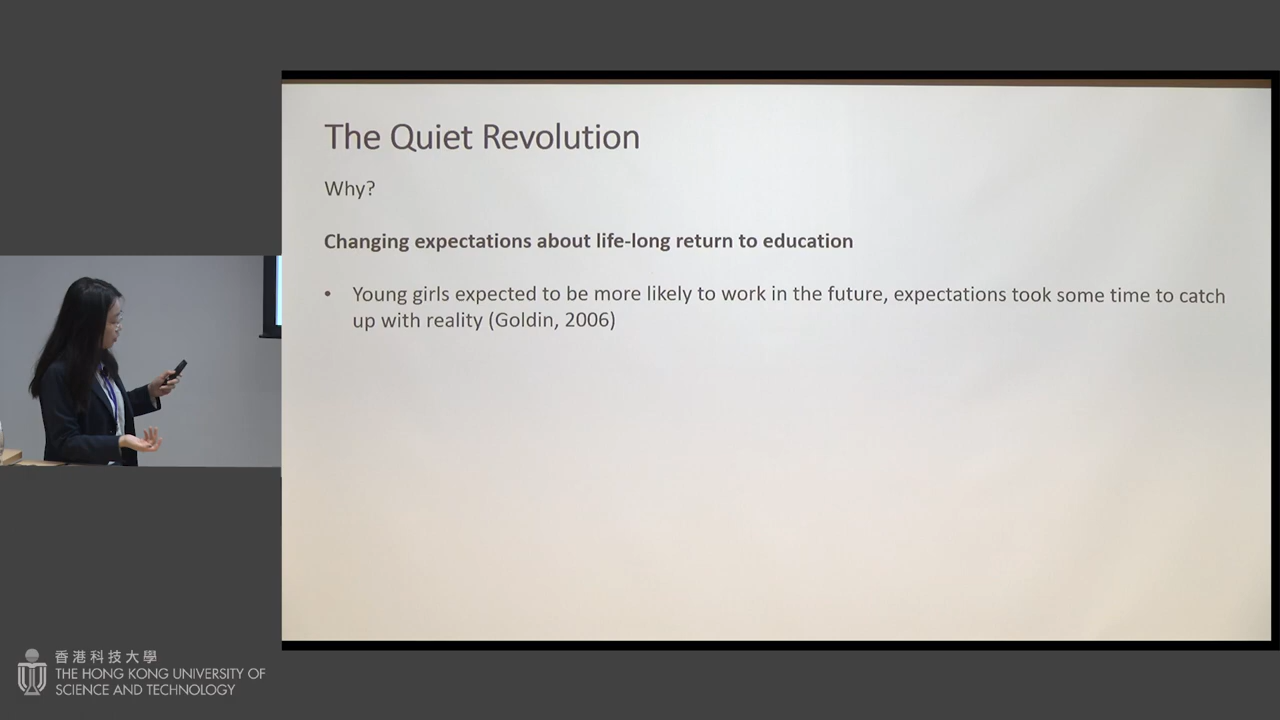 The Quiet Revolution
Why?
Changing expectations about life-long return to education
• Young girls expected to be more likely to work in the future, expectations took some time to catch
up with reality (Goldin, 2006)
香港科技大學
THE HONG KONG UNIVERSITY OF
SCIENCE AND TECHNOLOGY